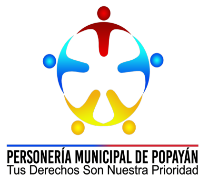 PERSONERÍA MUNICIPAL DE POPAYÁN
Tus Derechos Son Nuestra Prioridad